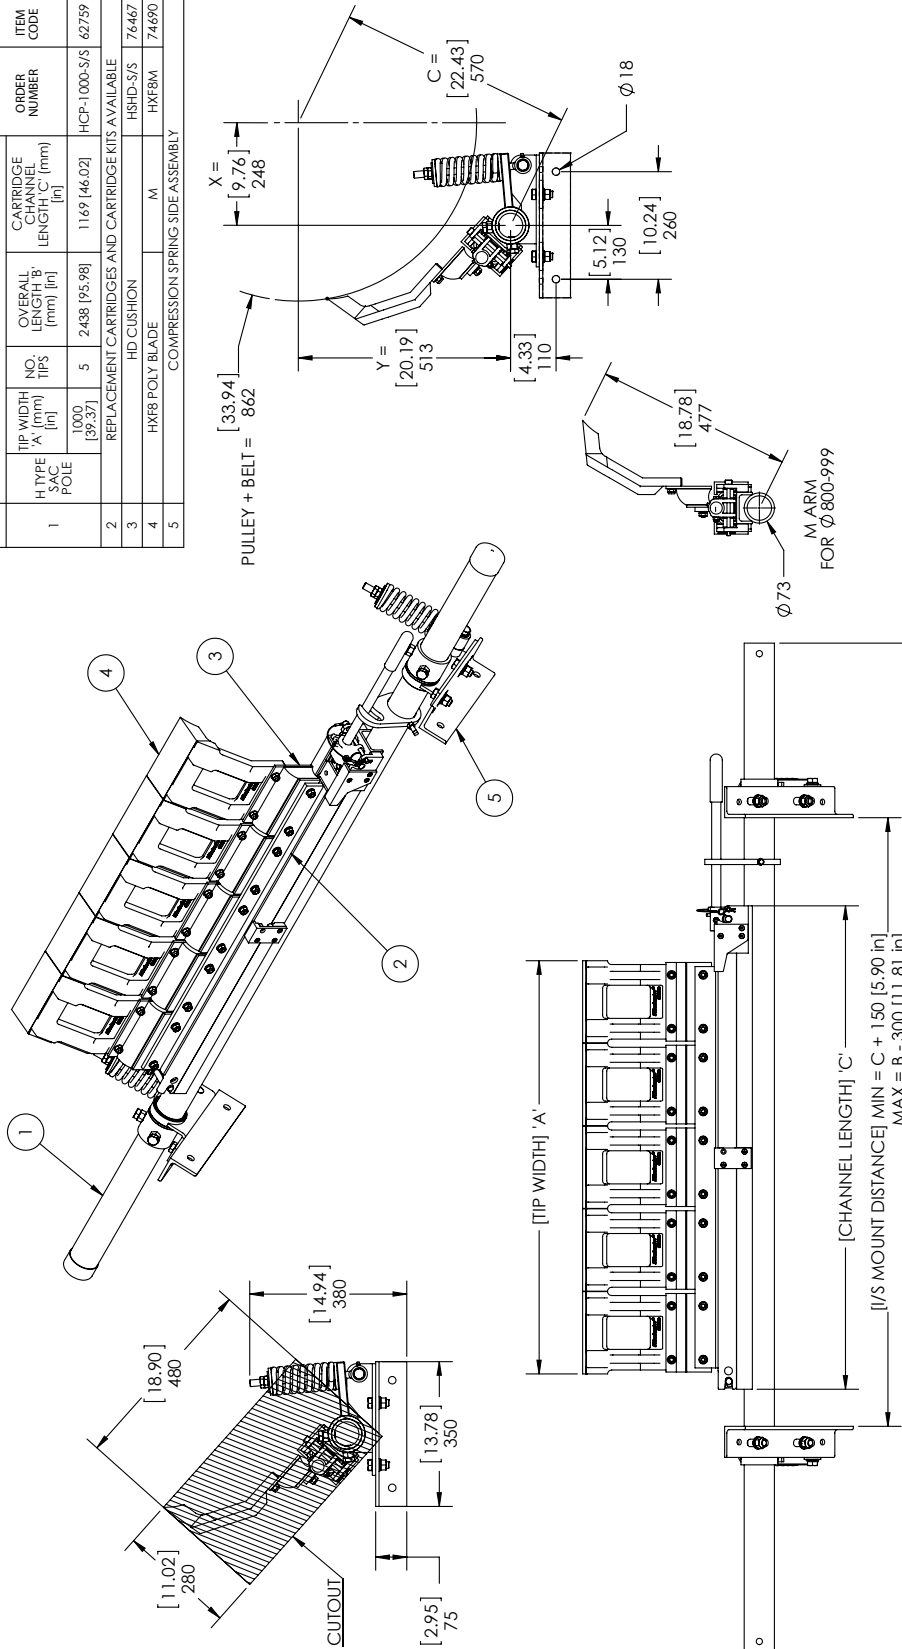 H TYPE
SAC
POLE
TIP WIDTH
'A' (mm)
[in]
NO.
TIPS
OVERALL
LENGTH 'B'
(mm) [in]
CARTRIDGE
CHANNEL
LENGTH 'C' (mm)
[in]
ORDER
NUMBER
ITEM
CODE
1
1000
[39.37]
5
2438 [95.98]
1169 [46.02]
HCP-1000-S/S
62759
2
REPLACEMENT CARTRIDGES AND CARTRIDGE KITS AVAILABLE
3
HD CUSHION
HSHD-S/S
76467
4
HXF8 POLY BLADE
M
HXF8M
74690
5
COMPRESSION SPRING SIDE ASSEMBLY
1
2
3
4
5
PULLEY + BELT =
[33.94]
862
X =
[9.76]
248
C =
[22.43]
570
Y =
[20.19]
513
[4.33]
110
[5.12]
130
[10.24]
260
Ø18
[18.78]
477
Ø73
M ARM
FOR Ø800-999
[18.90]
480
[14.94]
380
[11.02]
280
[13.78]
350
[2.95]
75
CUTOUT
[TIP WIDTH] 'A'
[CHANNEL LENGTH] 'C'
[I/S MOUNT DISTANCE] MIN = C + 150 [5.90 in]
MAX = B - 300 [11.81 in]